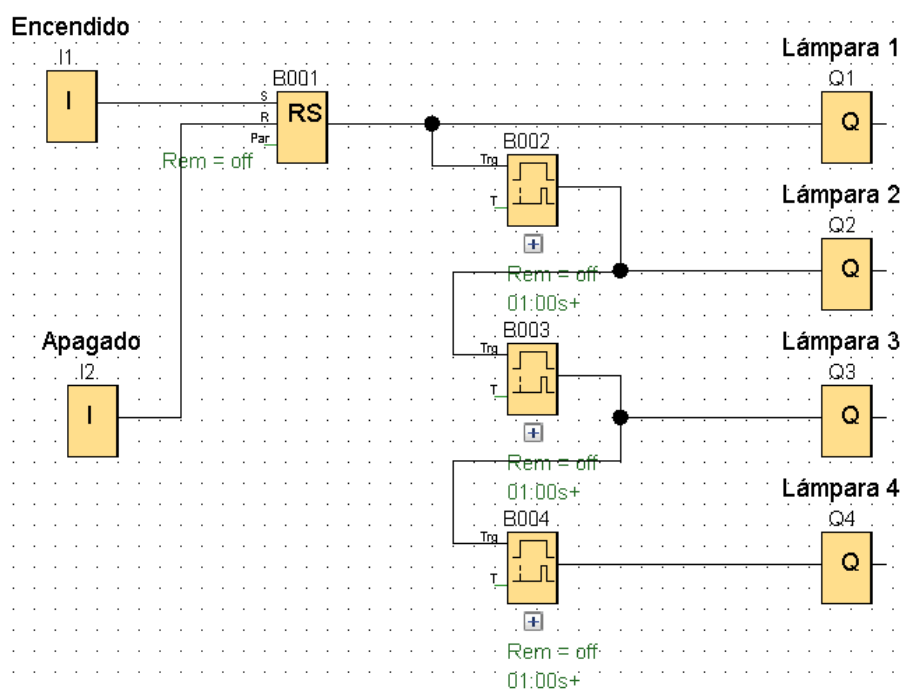 Encendido
I1
I
B001
S
R
Par
RS
Rem = off
Lámpara 1
Q1
Q
B002
Trg
T
Rem = off
01:00s+
Lámpara 2
Q2
Q
Apagado
I2
I
B003
Trg
T
Rem = off
01:00s+
Lámpara 3
Q3
Q
B004
Trg
T
Rem = off
01:00s+
Lámpara 4
Q4
Q